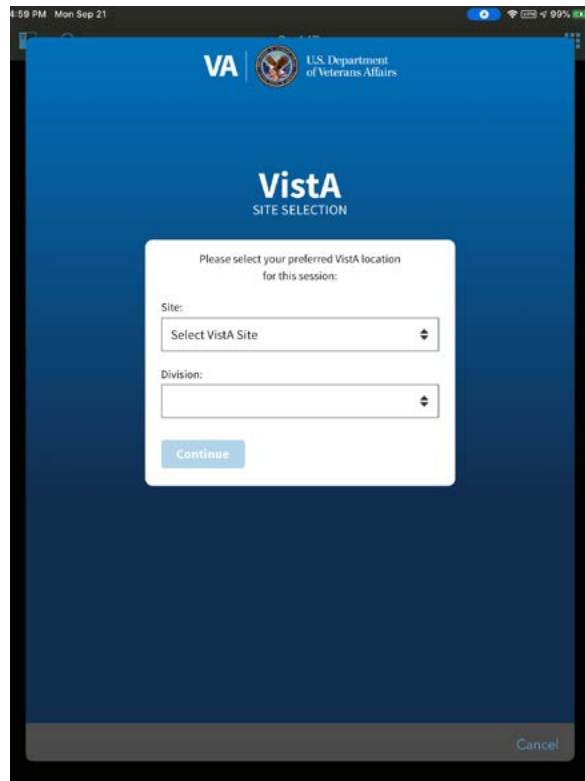 4:59 PM Mon Sep 21
VPN
99%
VA
U.S. Department
of Veterans Affairs
VistA
SITE SELECTION
Please select your preferred VistA location
for this session:
Site:
Select VistA Site
Division:
Continue
Cancel